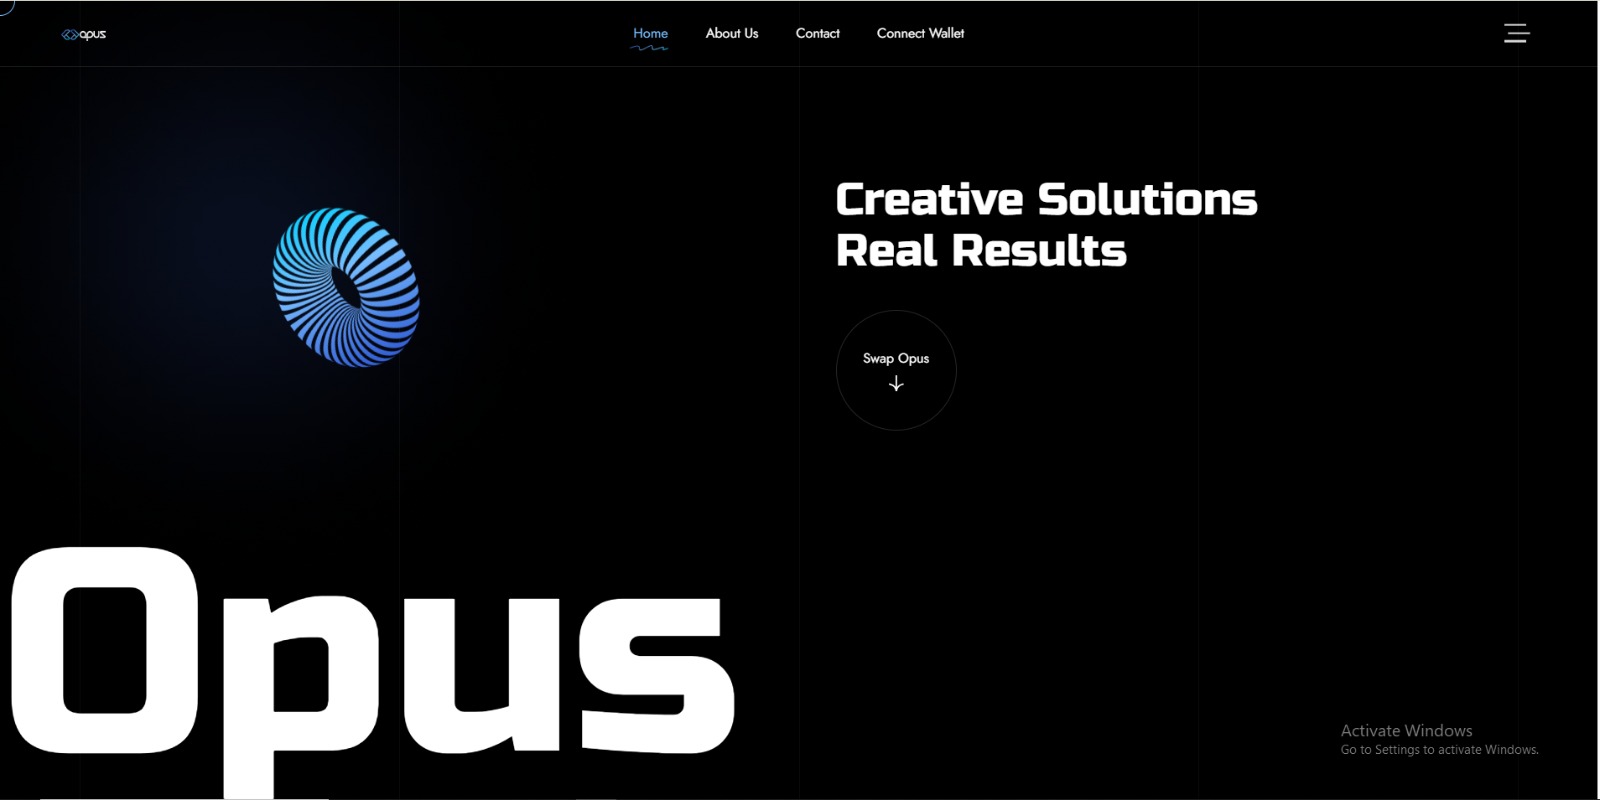 opus
Home
About Us
Contact
Connect Wallet
Creative Solutions
Real Results
Swap Opus
Opus
Activate Windows
Go to Settings to activate Windows.